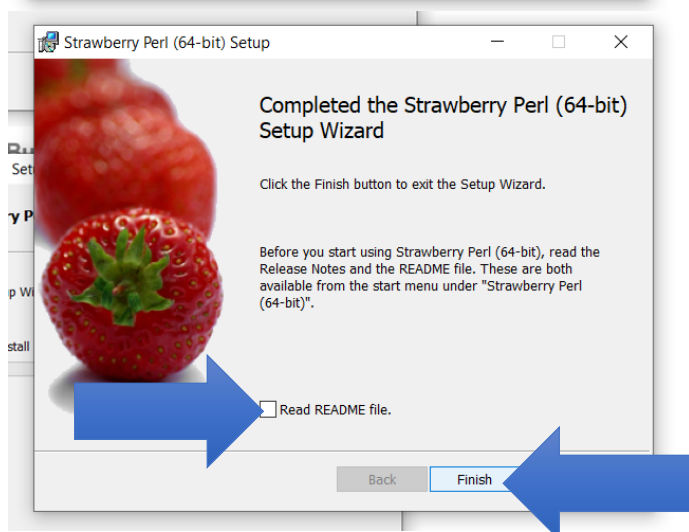 Strawberry Perl (64-bit) Setup
Completed the Strawberry Perl (64-bit)
Setup Wizard
Click the Finish button to exit the Setup Wizard.
Before you start using Strawberry Perl (64-bit), read the
Release Notes and the README file. These are both
available from the start menu under "Strawberry Perl
(64-bit)".
Read README file.
Back
Finish